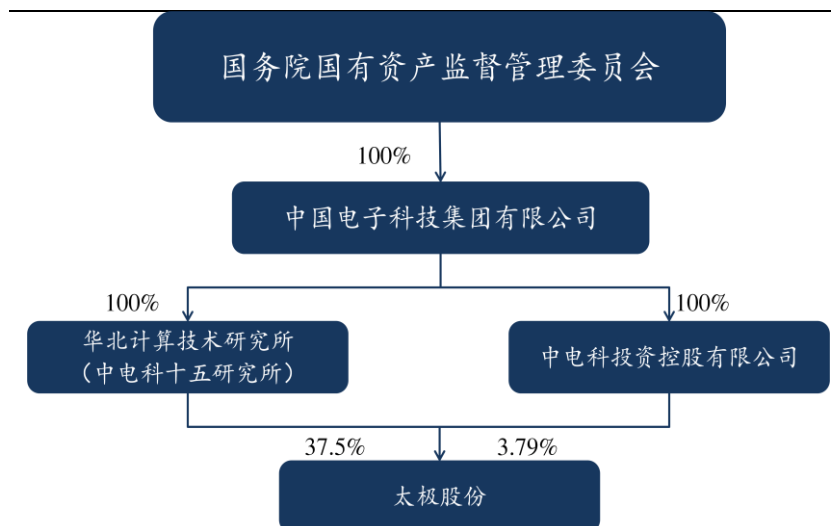 国务院国有资产监督管理委员会
100%
中国电子科技集团有限公司
100%
100%
华北计算技术研究所
（中电科十五研究所）
中电科投资控股有限公司
37.5%
3.79%
太极股份